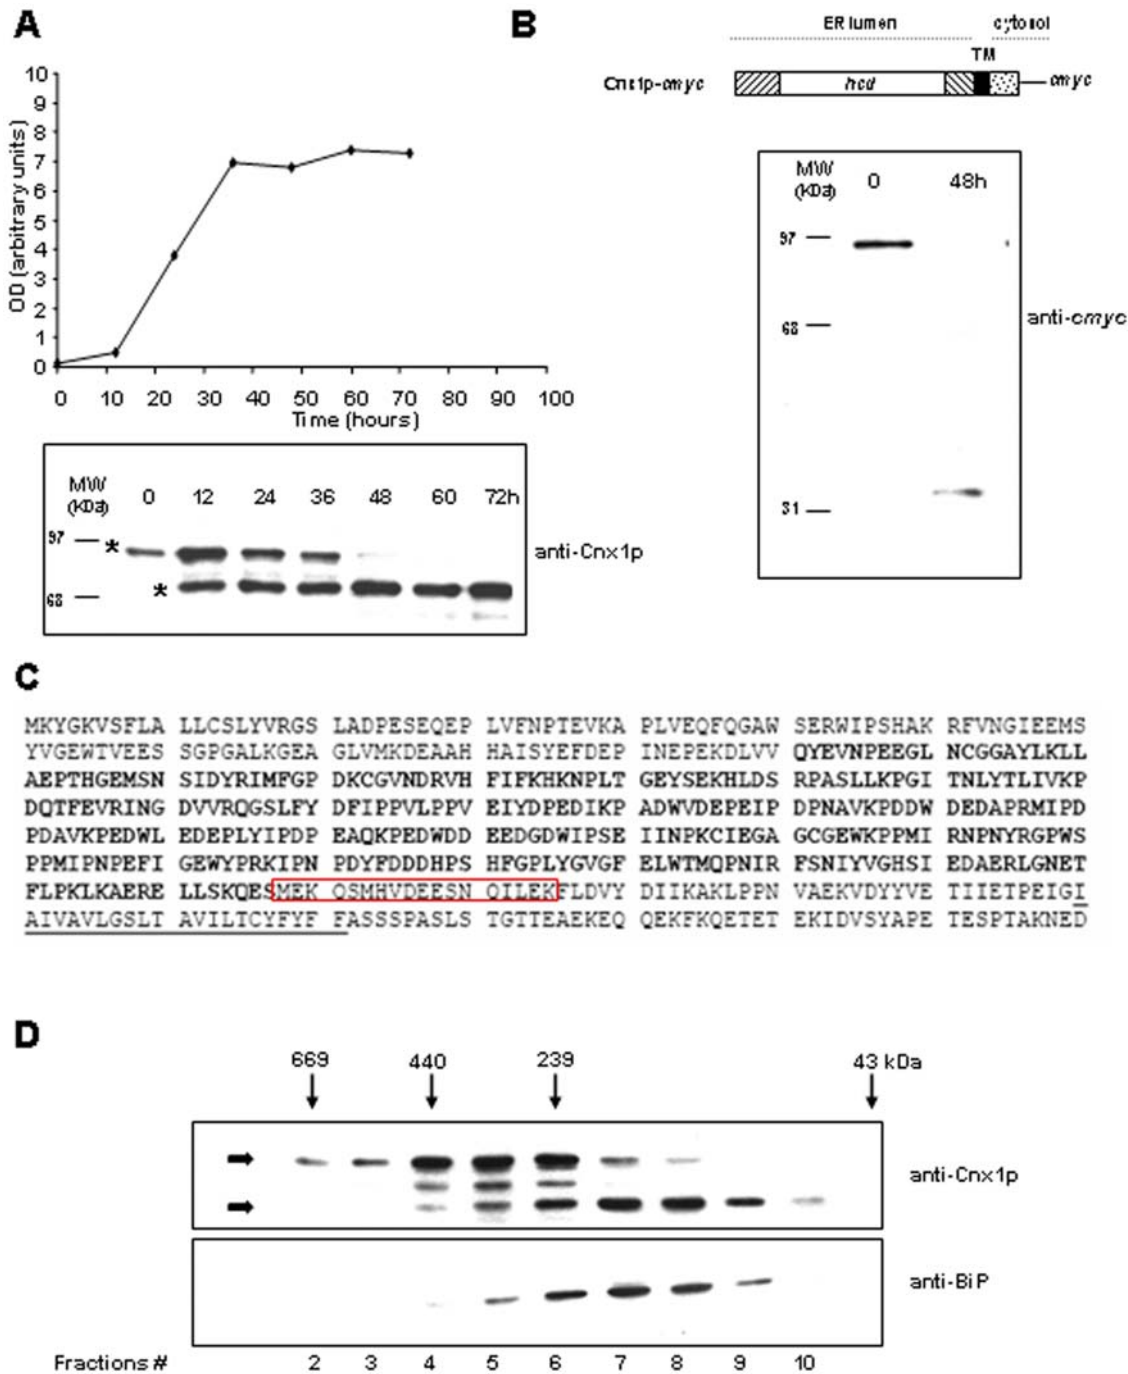 A
10
9
8
7
6
5
4
3
2
1
0
OD (arbitrary units)
0 10 20 30 40 50 60 70 80 90 100
Time (hours)
MW
(KDa)
0 12 24 36 48 60 72h
97
*
*
68
anti-Cnx1p
B
ER lumen cytosol
TM
Cnx1p-cmyc hcd cmyc
MW
(KDa)
0 48h
97
68
31
anti-cmyc
C
MKYGKVSFLA LLCSLYVRGS LADPESEQEP LVFNPTEVKA PLVEQFQGAW SERWIPSHAK RFVNGIEEMS
YVGEWTVEES SGPGALKGEA GLVMKDEAAH HAISYEFDEP INEPEKDLVV QYEVNPEEGL NCGGAYLKLL
AEPTHGEMSN SIDYRIMFGP DKCGVNDRVH FIFKHKNPLT GEYSEKHLDS RPASLLKPGI TNLYTLIVKP
DQTFEVRING DVVRQGSLFY DFIPPVLPPV EIYDPEDIKP ADWVDEPEIP DPNAVKPDDW DEDAPRMIPD
PDAVKPEDWL EDEPLYIPDP EAQKPEDWDD EEDGDWIPSE IINPKCIEGA GCGEWKPPMI RNPNYRGPWS
PPMIPNPEFI GEWYPRKIPN PDYFDDDHPS HFGPLYGVGF ELWTMQPNIR FSNIYVGHSI EDAERLGNET
FLPKLKAERE LLSKQESMEK QSMHVDEESN QILEKFLDVY DIIKAKLPPN VAEKVDYYVE TIIETPEIGI
AIVAVLGSLT AVILTCYFYF FASSSPASLS TGTTEAEKEQ QEKFKQETET EKIDVSYAPE TESPTAKNED
D
669 440 239 43 kDa
anti-Cnx1p
anti-BiP
Fractions # 2 3 4 5 6 7 8 9 10